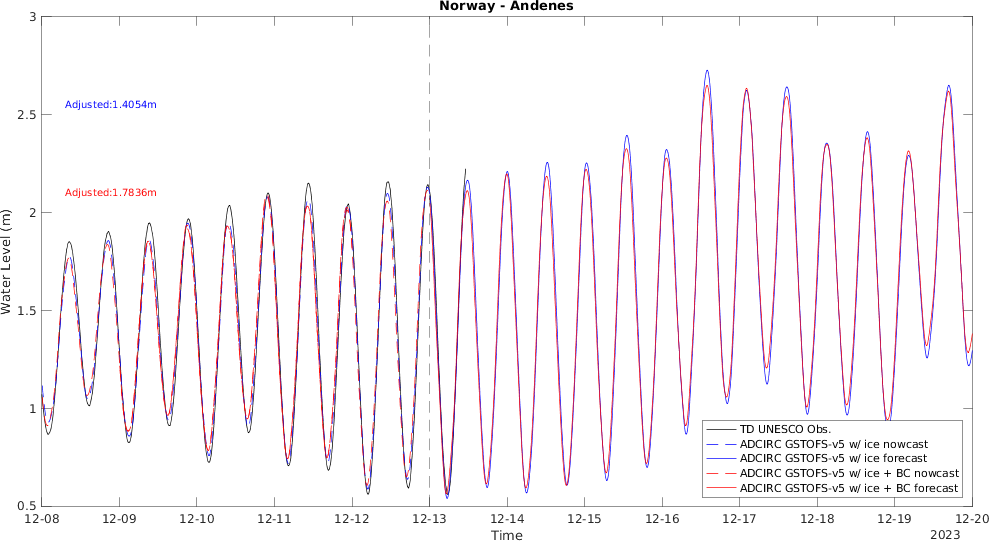 Norway - Andenes
3
2.5
2
1.5
1
0.5
Water Level (m)
Adjusted:1.4054m
Adjusted:1.7836m
TD UNESCO Obs.
ADCIRC GSTOFS-v5 w/ ice nowcast
ADCIRC GSTOFS-v5 w/ ice forecast
ADCIRC GSTOFS-v5 w/ ice + BC nowcast
ADCIRC GSTOFS-v5 w/ ice + BC forecast
12-08 12-09 12-10 12-11 12-12 12-13 12-14 12-15 12-16 12-17 12-18 12-19 12-20
Time
2023